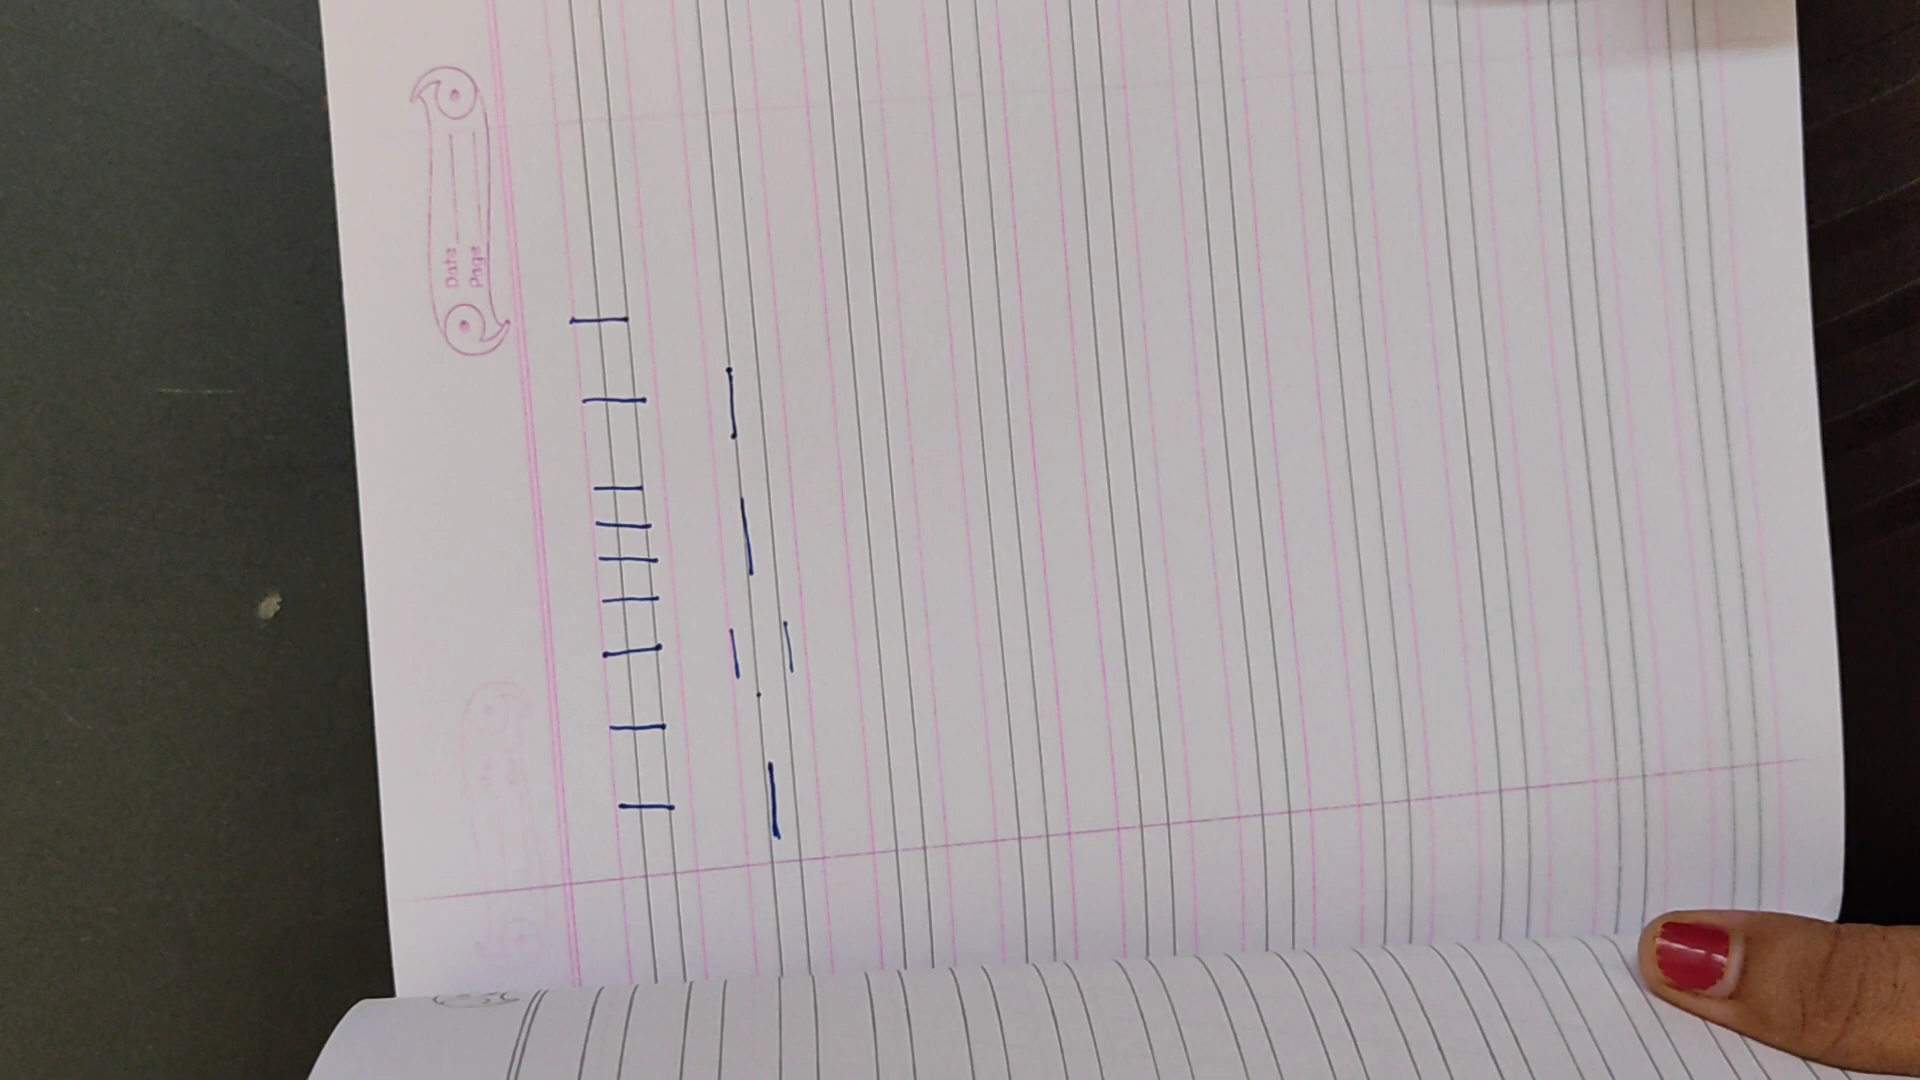 Date
Page
| | | | | | | | |
— = — —